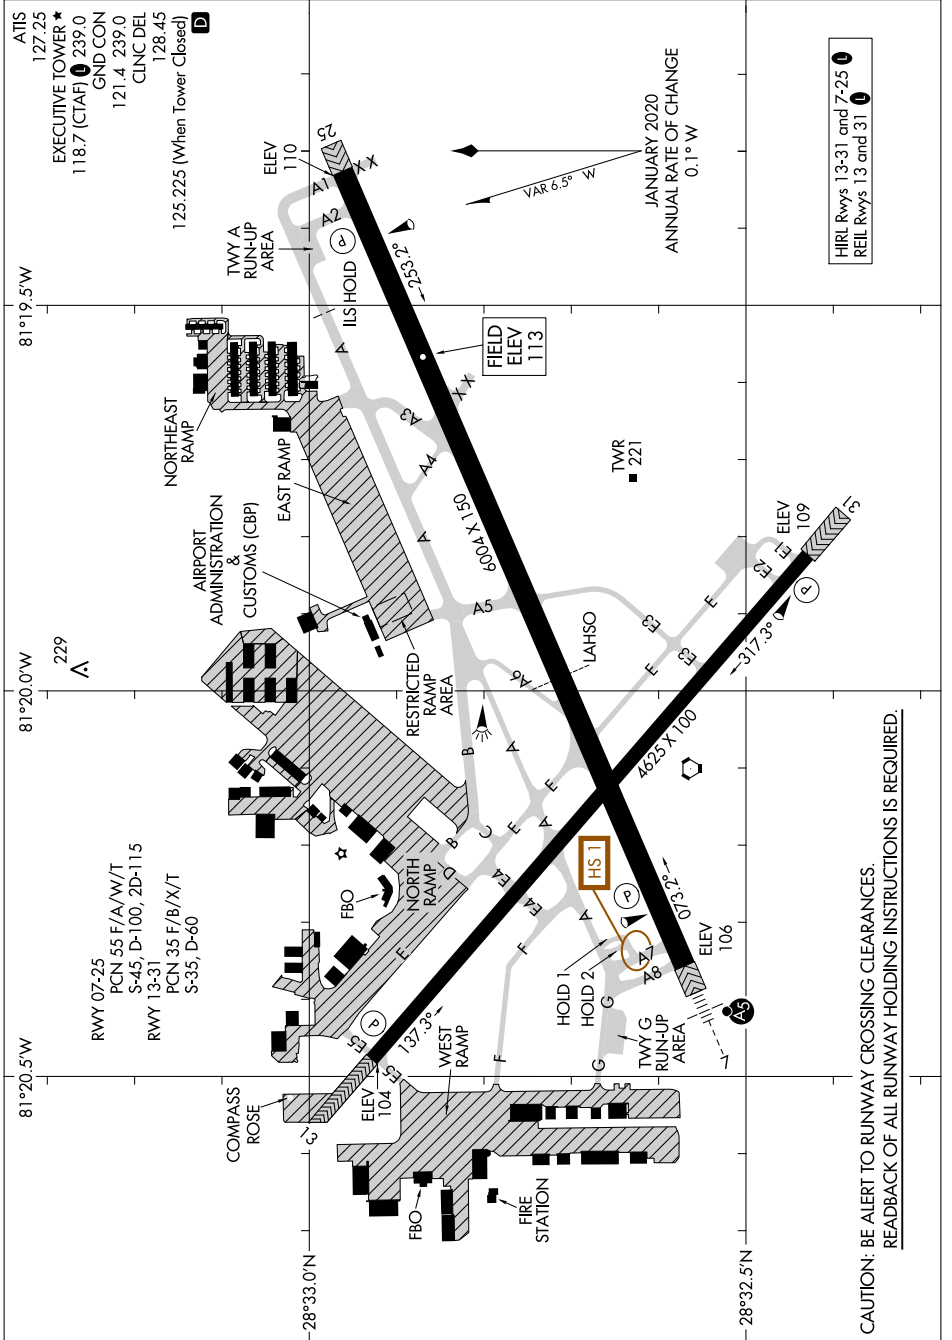 ATIS
127.25
EXECUTIVE TOWER ★
118.7 (CTAF) L 239.0
GND CON
121.4 239.0
CLNC DEL
128.45
125.225 (When Tower Closed)
D
25
ELEV
110
X X
A1
A2
P
TWY A
RUN-UP
AREA
ILS HOLD
253.2°
VAR 6.5° W
JANUARY 2020
ANNUAL RATE OF CHANGE
0.1° W
HIRL Rwys 13-31 and 7-25 L
REIL Rwys 13 and 31 L
81°19.5'W
A
FIELD
ELEV
113
NORTHEAST
RAMP
EAST RAMP
A3
X X
A4
A
6004 X 150
TWR
221
AIRPORT
ADMINISTRATION
&
CUSTOMS (CBP)
A5
ELEV
109
31
E1
E2
P
E
E3
E3
E
317.3°
LAHSO
A6
229
81°20.0'W
RESTRICTED
RAMP
AREA
B
A
E
4625 X 100
RWY 07-25
PCN 55 F/A/W/T
S-45, D-100, 2D-115
RWY 13-31
PCN 35 F/B/X/T
S-35, D-60
FBO
NORTH
RAMP
B
C
D
E
A
E4
E4
HS 1
P
073.2°
A
F
E
ELEV
106
A7
A8
HOLD 1
HOLD 2
G
TWY G
RUN-UP
AREA
A5
7
P
E5
137.3°
WEST
RAMP
F
G
81°20.5'W
COMPASS
ROSE
13
ELEV
104
E5
FBO
FIRE
STATION
28°33.0'N
28°32.5'N
CAUTION: BE ALERT TO RUNWAY CROSSING CLEARANCES.
READBACK OF ALL RUNWAY HOLDING INSTRUCTIONS IS REQUIRED.